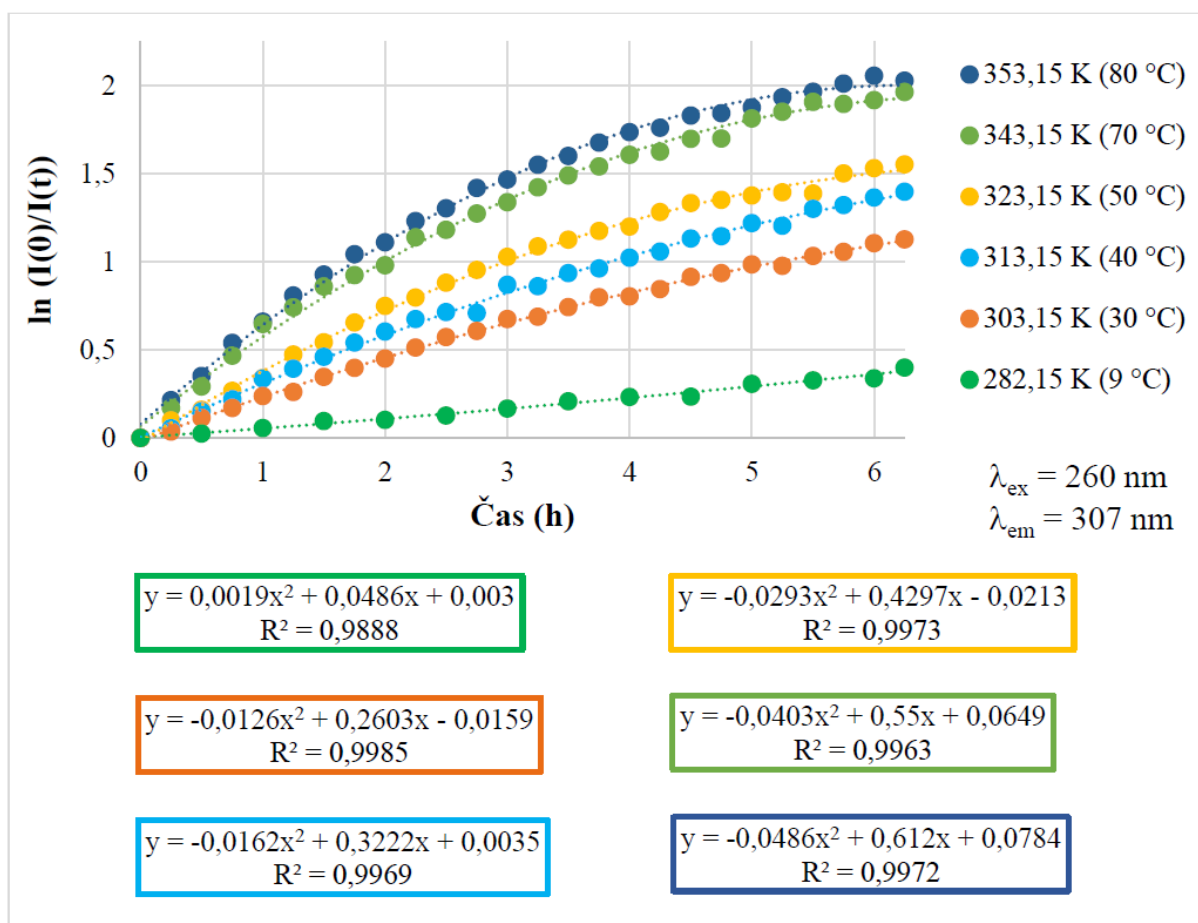 ln (I(0)/I(t)
2
1,5
1
0,5
0
0 1 2 3 4 5 6
Čas (h)
353,15 K (80 °C)
343,15 K (70 °C)
323,15 K (50 °C)
313,15 K (40 °C)
303,15 K (30 °C)
282,15 K (9 °C)
λex = 260 nm
λem = 307 nm
y = 0,0019x² + 0,0486x + 0,003
R² = 0,9888
y = -0,0293x² + 0,4297x - 0,0213
R² = 0,9973
y = -0,0126x² + 0,2603x - 0,0159
R² = 0,9985
y = -0,0403x² + 0,55x + 0,0649
R² = 0,9963
y = -0,0162x² + 0,3222x + 0,0035
R² = 0,9969
y = -0,0486x² + 0,612x + 0,0784
R² = 0,9972